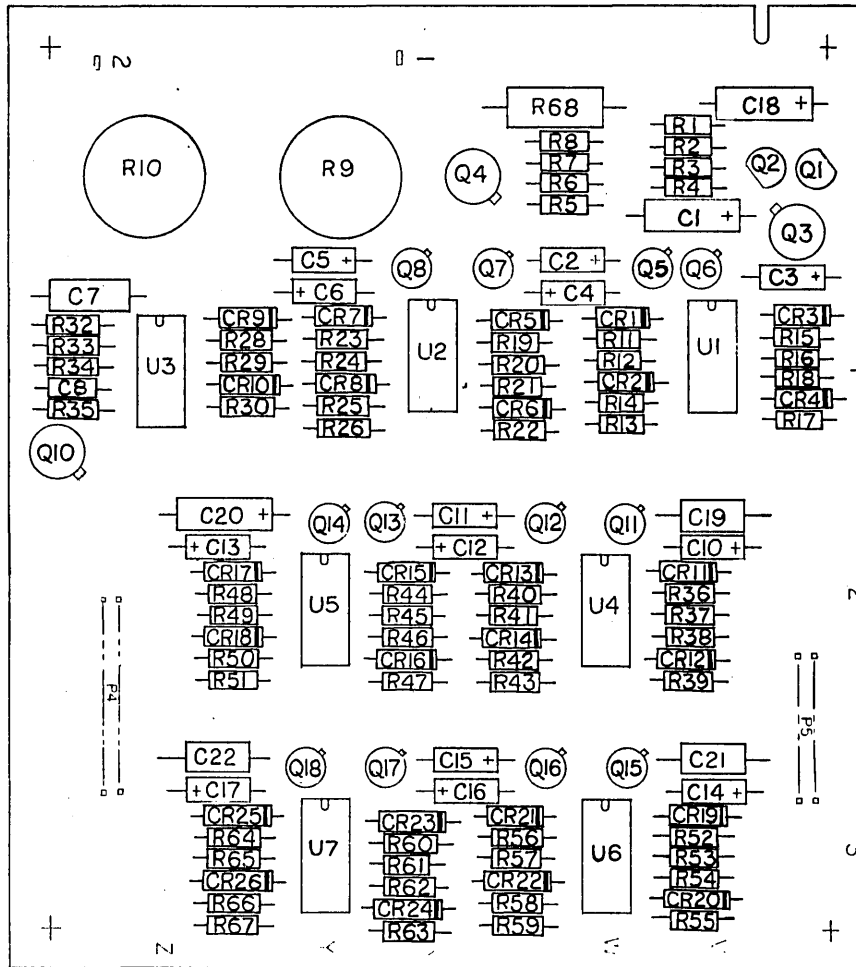 2 1
R68 C18 +
R8 R1
R7 R2
R6 R3
R5 R4
R10 R9 Q4 Q2 Q1
C1 + Q3
C5 + Q8 Q7 C2 + Q5 Q6 C3 +
C7 + C6 + C4
R32 CR9 CR7 CR5 CR1 CR3
R33 R28 R23 R19 R11 R15
R34 U3 R29 R24 U2 R20 R12 U1 R16
C8 CR10 CR8 R21 CR2 R18
R35 R30 R25 CR6 R14 CR4
R26 R22 R13 R17
Q10
C20 + Q14 Q13 C11 + Q12 Q11 C19
+ C13 + C12 C10 +
CR17 CR15 CR13 CR11
R48 R44 R40 R36 2
R49 U5 R45 R41 U4 R37
CR18 R46 CR14 R38
R50 CR16 R42 CR12
R51 R47 R43 R39
P4 P5
C22 Q18 Q17 C15 + Q16 Q15 C21
+ C17 + C16 C14 +
CR25 CR23 CR21 CR19
R64 R60 R56 R52
R65 U7 R61 R57 U6 R53 3
CR26 R62 CR22 R54
R66 CR24 R58 CR20
R67 R63 R59 R55
Z Y W V